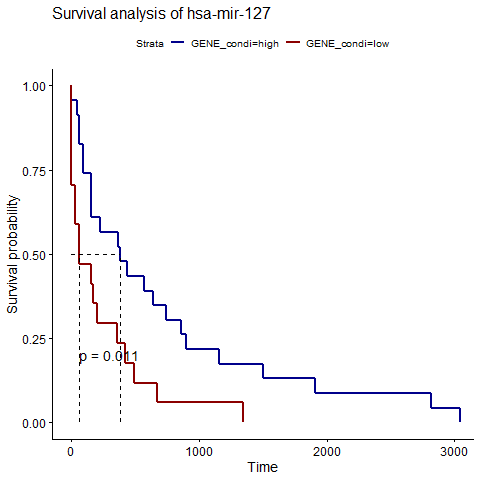 Survival analysis of hsa-mir-127
Strata GENE_condi=high GENE_condi=low
Survival probability
1.00
0.75
0.50
0.25
0.00
p = 0.011
0 1000 2000 3000
Time